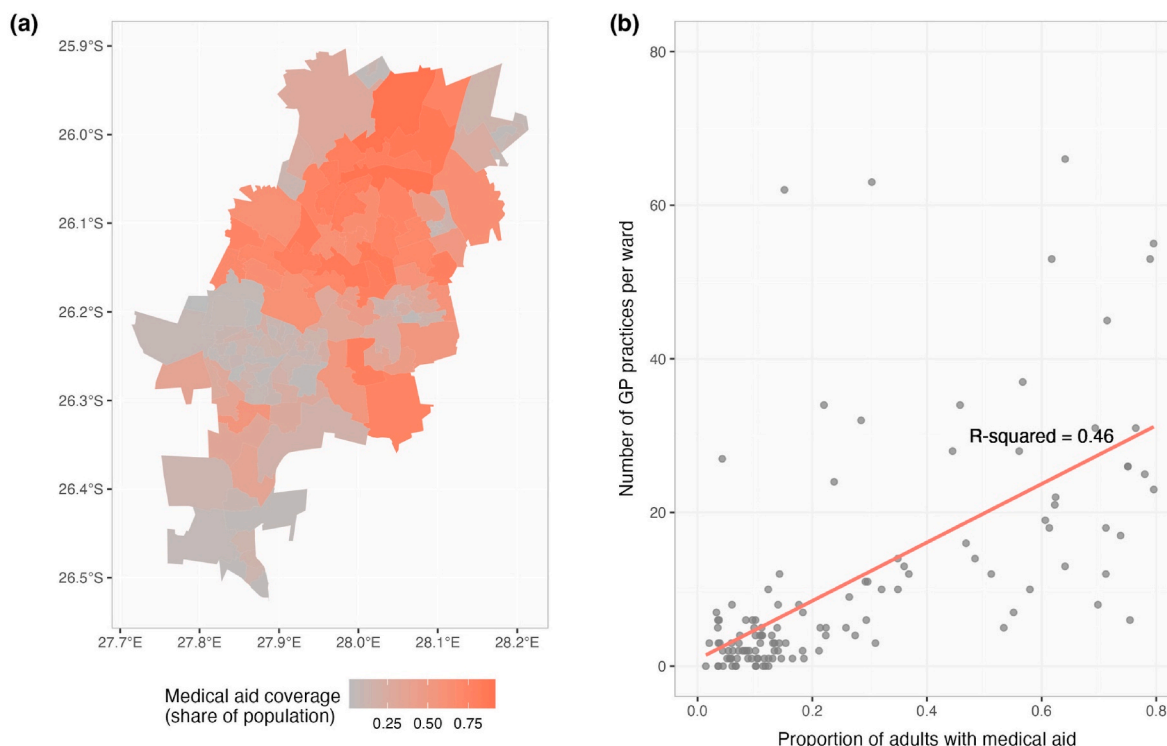 (a)
25.9°S
26.0°S
26.1°S
26.2°S
26.3°S
26.4°S
26.5°S
27.7°E
27.8°E
27.9°E
28.0°E
28.1°E
28.2°E
Medical aid coverage
(share of population)
0.25 0.50 0.75
(b)
Number of GP practices per ward
80
60
40
20
0
R-squared = 0.46
0.0 0.2 0.4 0.6 0.8
Proportion of adults with medical aid